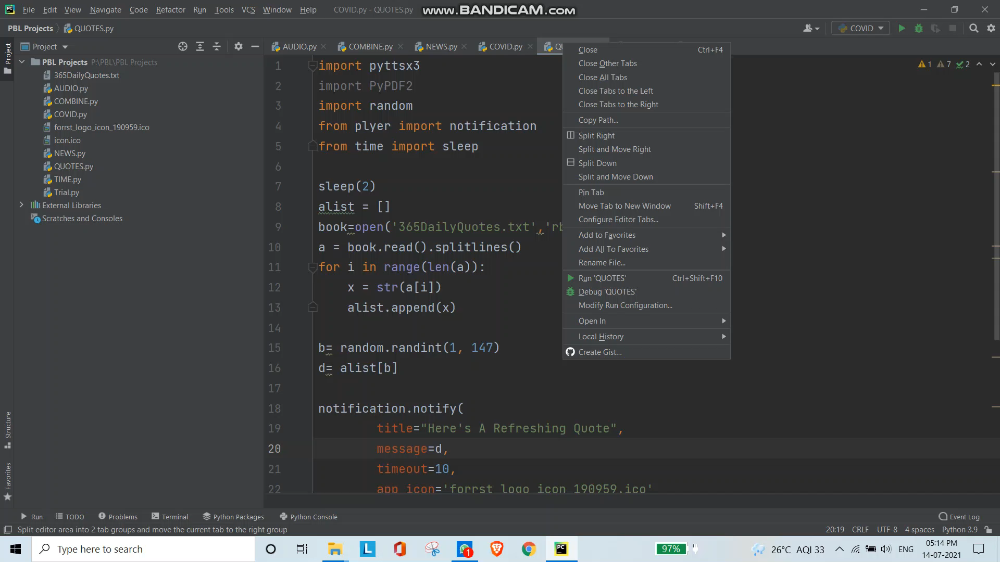 File Edit View Navigate Code Refactor Run Tools VCS Window Help COVID.py - QUOTES.py
www.BANDICAM.com
PBL Projects QUOTES.py
COVID
Project
AUDIO.py COMBINE.py NEWS.py COVID.py QU
Project
PBL Projects P:\PBL\PBL Projects
365DailyQuotes.txt
AUDIO.py
COMBINE.py
COVID.py
forrst_logo_icon_190959.ico
icon.ico
NEWS.py
QUOTES.py
TIME.py
Trial.py
External Libraries
Scratches and Consoles
Structure
Favorites
1 7 2
1 import pyttsx3
2 import PyPDF2
3 import random
4 from plyer import notification
5 from time import sleep
6
7 sleep(2)
8 alist = []
9 book=open('365DailyQuotes.txt','rb
10 a = book.read().splitlines()
11 for i in range(len(a)):
12 x = str(a[i])
13 alist.append(x)
14
15 b= random.randint(1, 147)
16 d= alist[b]
17
18 notification.notify(
19 title="Here's A Refreshing Quote",
20 message=d,
21 timeout=10,
22 app_icon='forrst_logo_icon_190959.ico'
Close Ctrl+F4
Close Other Tabs
Close All Tabs
Close Tabs to the Left
Close Tabs to the Right
Copy Path...
Split Right
Split and Move Right
Split Down
Split and Move Down
Pin Tab
Move Tab to New Window Shift+F4
Configure Editor Tabs...
Add to Favorites
Add All To Favorites
Rename File...
Run 'QUOTES' Ctrl+Shift+F10
Debug 'QUOTES'
Modify Run Configuration...
Open In
Local History
Create Gist...
Run TODO Problems Terminal Python Packages Python Console Event Log
Split editor area into 2 tab groups and move the current tab to the right group 20:19 CRLF UTF-8 4 spaces Python 3.9
Type here to search
L
1
PC
97%
26°C AQI 33
ENG
05:14 PM
14-07-2021